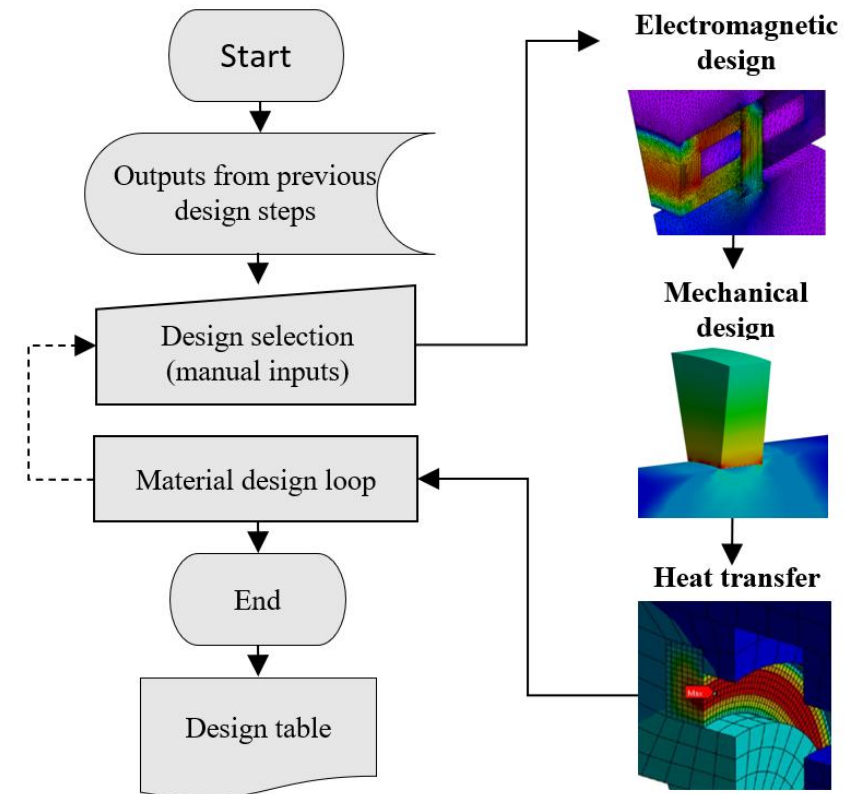 Start
Outputs from previous
design steps
Design selection
(manual inputs)
Material design loop
End
Design table
Electromagnetic
design
Mechanical
design
Heat transfer
Max